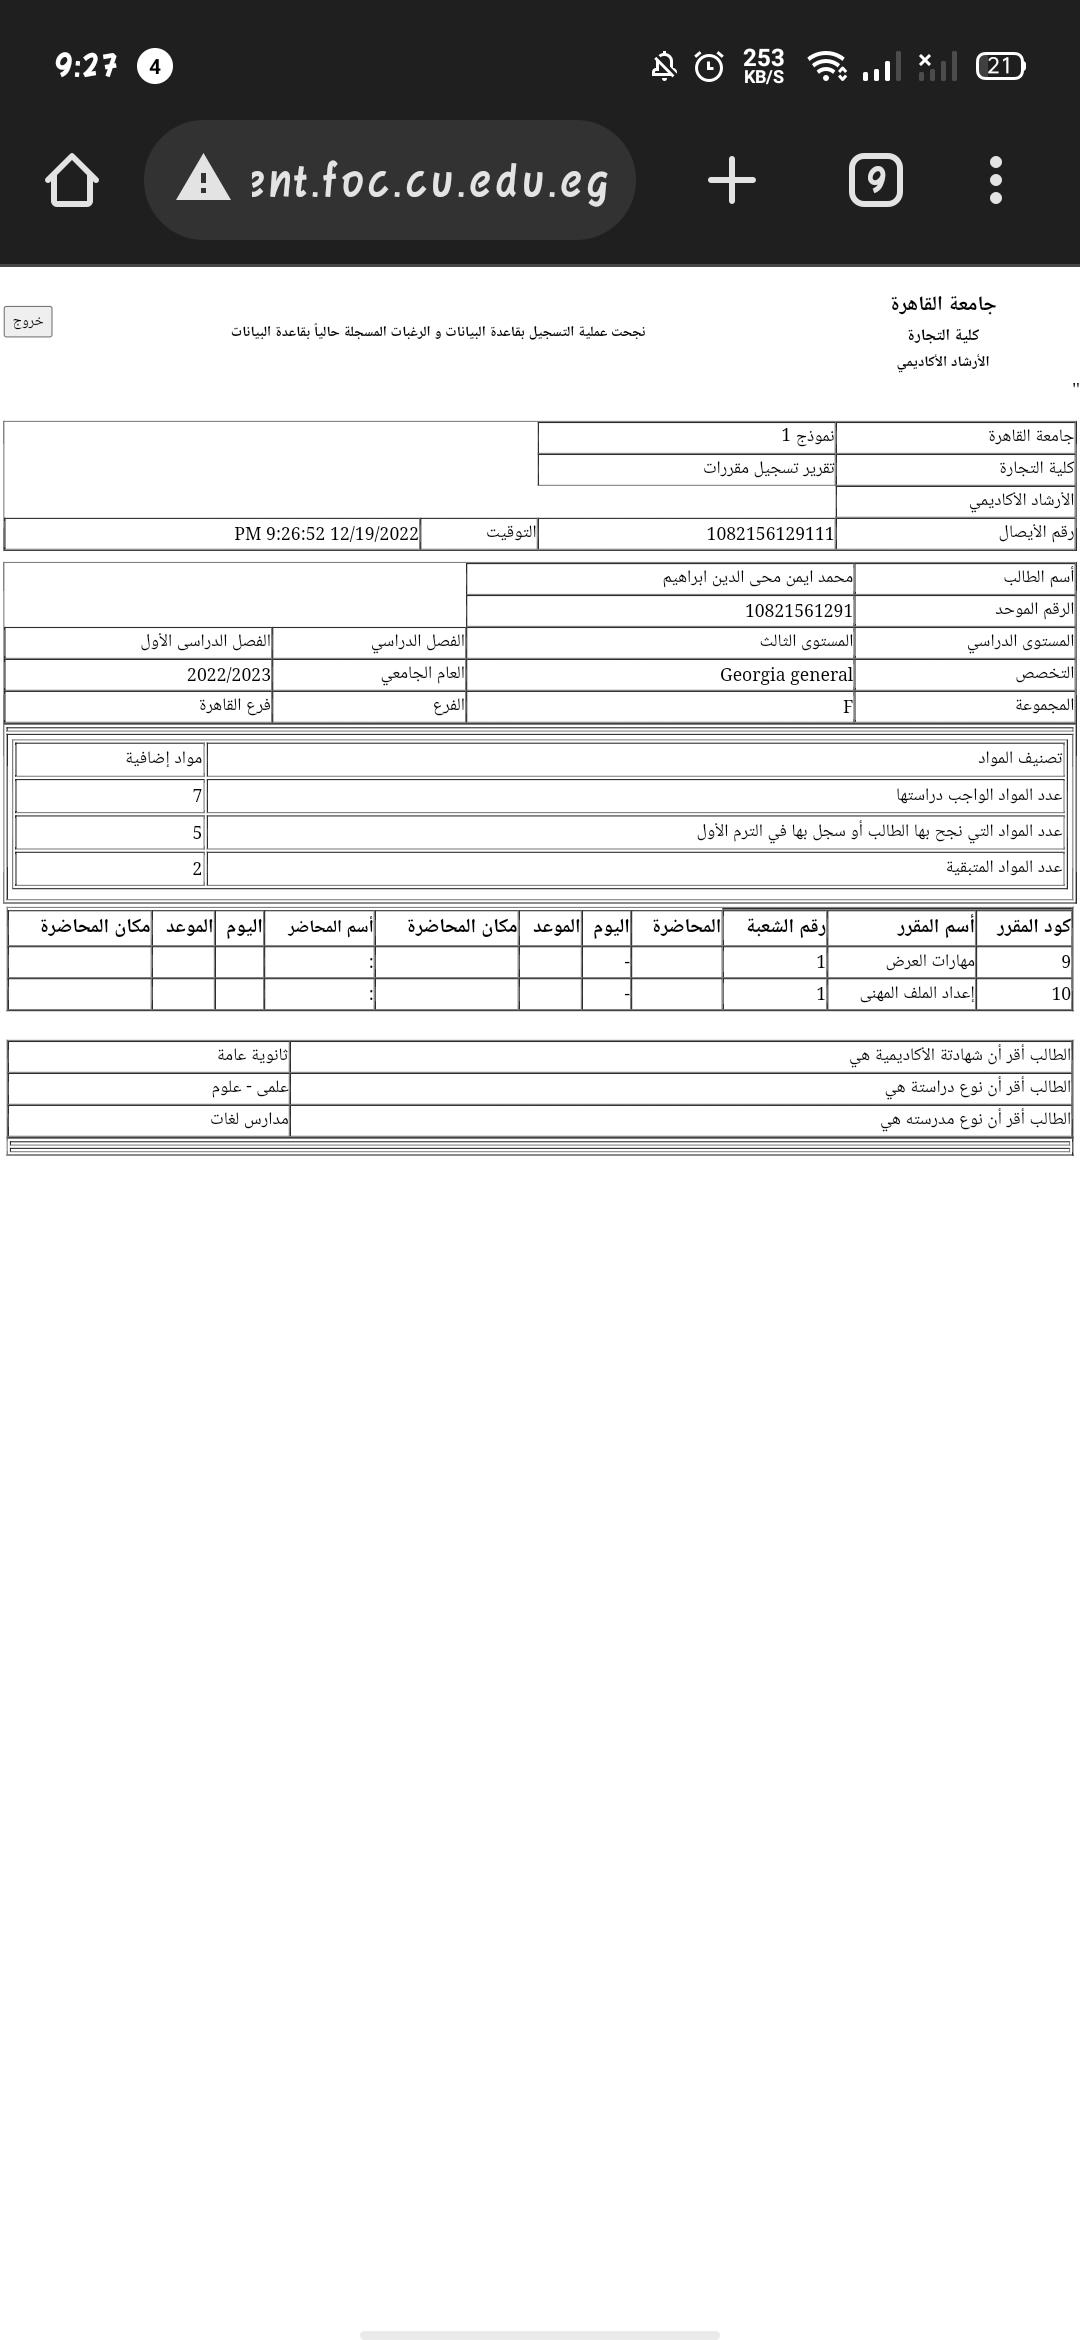 9:27
4
253
KB/S
21
ent.foc.cu.edu.eg
9
جامعة القاهرة
كلية التجارة
الأرشاد الأكاديمي
نجحت عملية التسجيل بقاعدة البيانات و الرغبات المسجلة حالياً بقاعدة البيانات
خروج
"
جامعة القاهرة نموذج 1
كلية التجارة تقرير تسجيل مقررات
الأرشاد الأكاديمي
رقم الأيصال 1082156129111 التوقيت PM 9:26:52 12/19/2022
أسم الطالب محمد ايمن محى الدين ابراهيم
الرقم الموحد 10821561291
المستوى الدراسي المستوى الثالث الفصل الدراسي الفصل الدراسى الأول
التخصص Georgia general العام الجامعي 2022/2023
المجموعة F الفرع فرع القاهرة
تصنيف المواد مواد إضافية
عدد المواد الواجب دراستها 7
عدد المواد التي نجح بها الطالب أو سجل بها في الترم الأول 5
عدد المواد المتبقية 2
كود المقرر أسم المقرر رقم الشعبة المحاضرة اليوم الموعد مكان المحاضرة أسم المحاضر اليوم الموعد مكان المحاضرة
9 مهارات العرض 1 - :
10 إعداد الملف المهنى 1 - :
الطالب أقر أن شهادتة الأكاديمية هي ثانوية عامة
الطالب أقر أن نوع دراستة هي علمى - علوم
الطالب أقر أن نوع مدرسته هي مدارس لغات